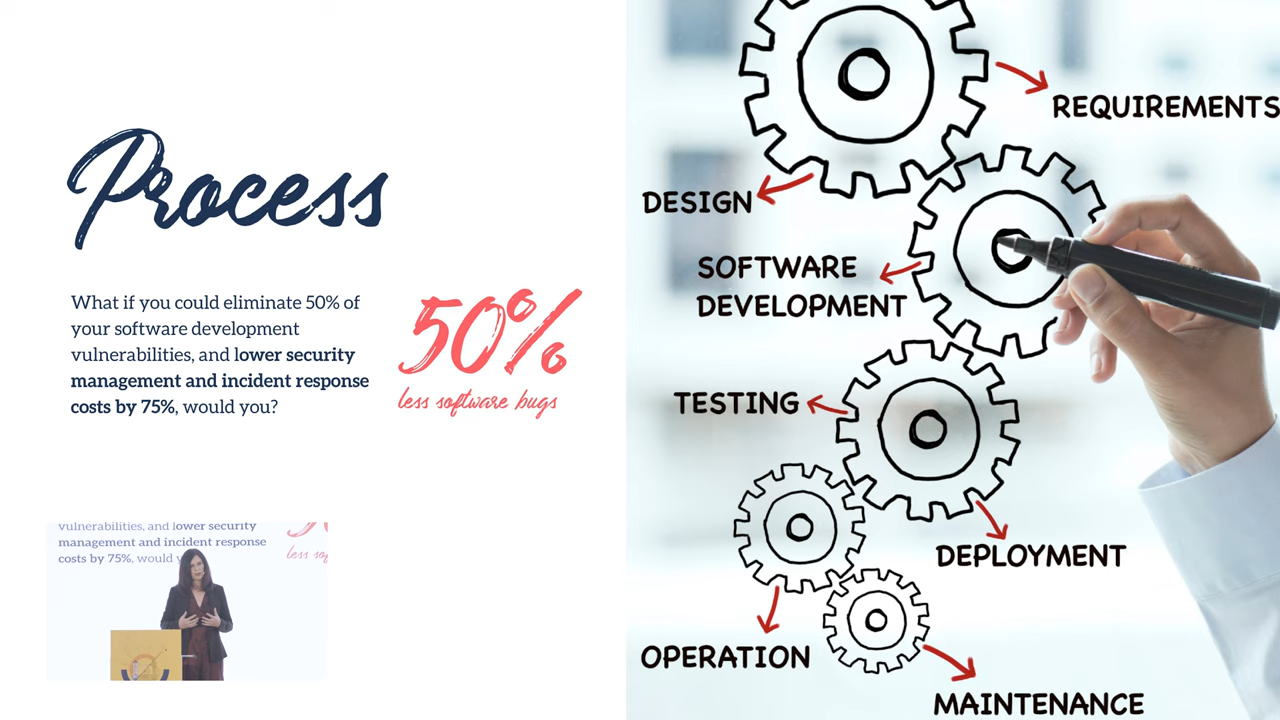 Process
What if you could eliminate 50% of
your software development
vulnerabilities, and lower security
management and incident response
costs by 75%, would you?
50%
less software bugs
vulnerabilities, and lower security
management and incident response
costs by 75%, would
less
REQUIREMENTS
DESIGN
SOFTWARE
DEVELOPMENT
TESTING
DEPLOYMENT
OPERATION
MAINTENANCE